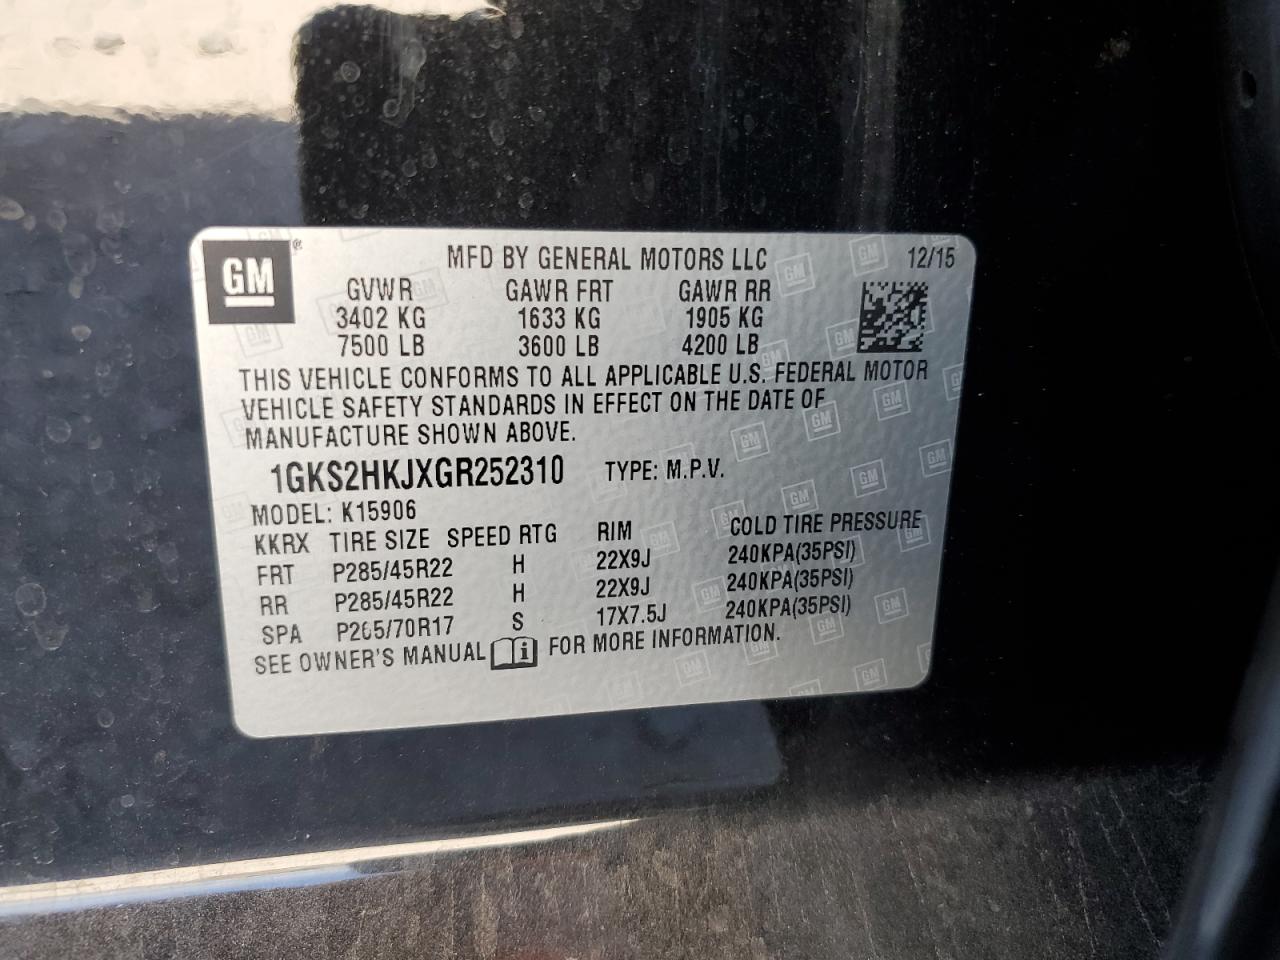 GM ® MFD BY GENERAL MOTORS LLC 12/15
GVWR GAWR FRT GAWR RR
3402 KG 1633 KG 1905 KG
7500 LB 3600 LB 4200 LB
THIS VEHICLE CONFORMS TO ALL APPLICABLE U.S. FEDERAL MOTOR
VEHICLE SAFETY STANDARDS IN EFFECT ON THE DATE OF
MANUFACTURE SHOWN ABOVE.
1GKS2HKJXGR252310 TYPE: M.P.V.
MODEL: K15906
KKRX TIRE SIZE SPEED RTG RIM COLD TIRE PRESSURE
FRT P285/45R22 H 22X9J 240KPA(35PSI)
RR P285/45R22 H 22X9J 240KPA(35PSI)
SPA P265/70R17 S 17X7.5J 240KPA(35PSI)
SEE OWNER'S MANUAL i FOR MORE INFORMATION.